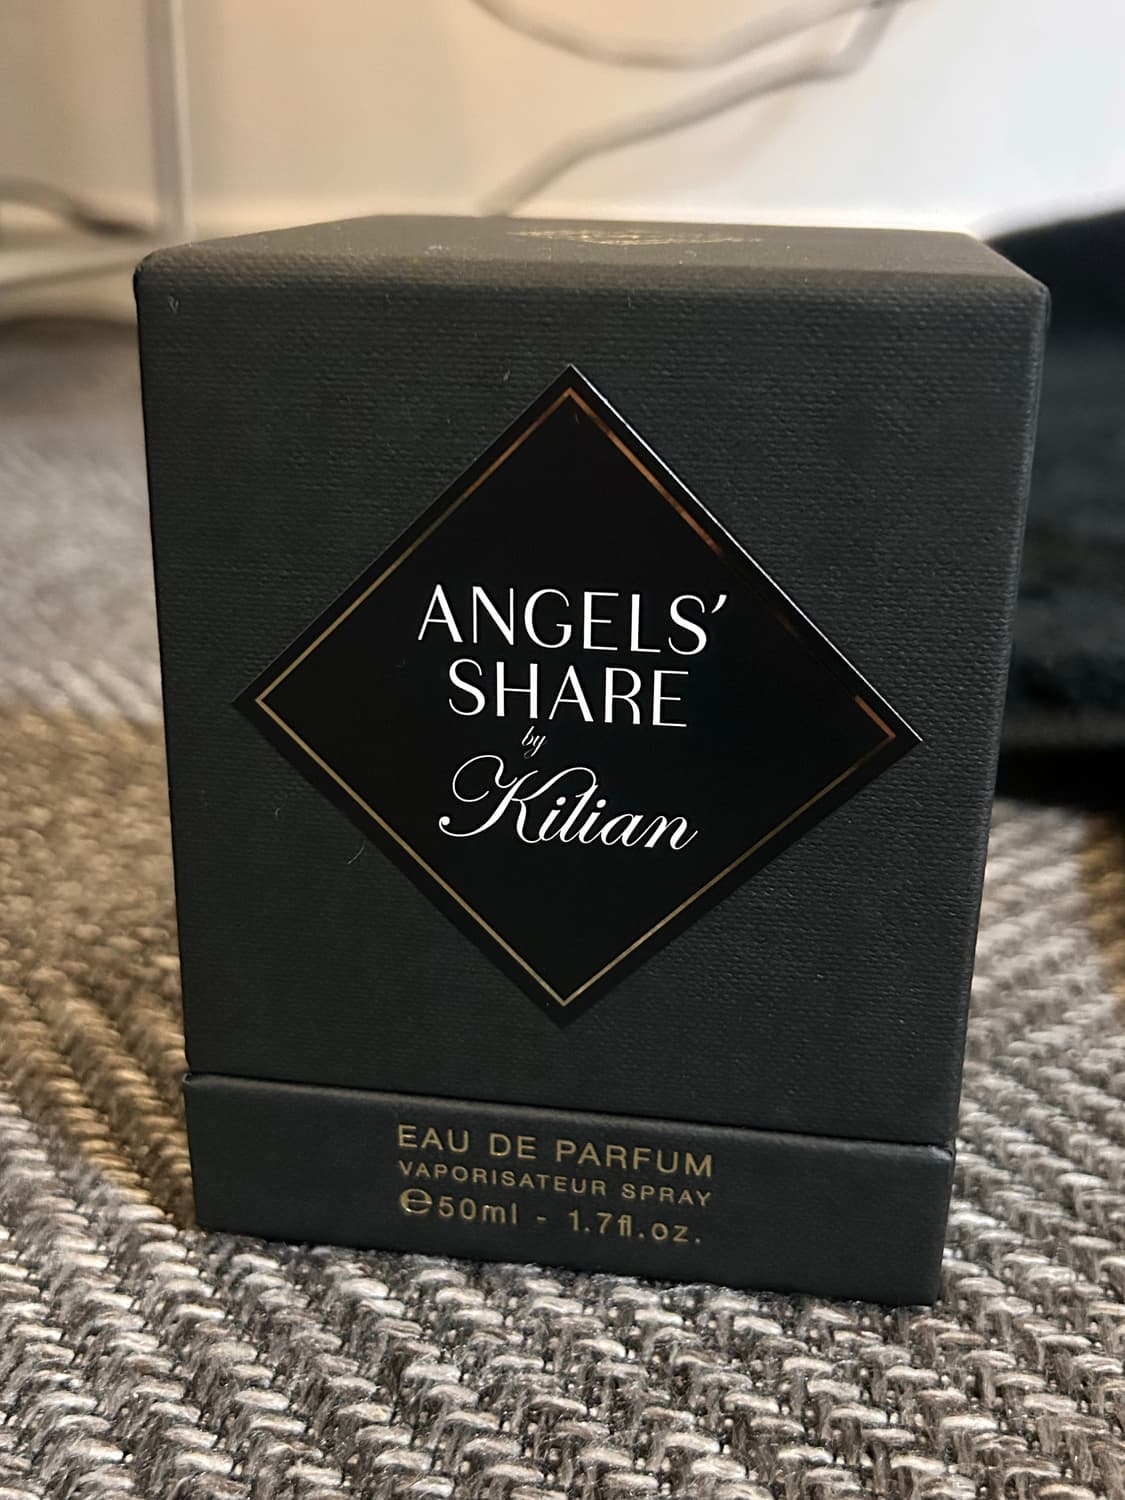 ANGELS’
SHARE
by
Kilian
EAU DE PARFUM
VAPORISATEUR SPRAY
℮50ml - 1.7fl.oz.